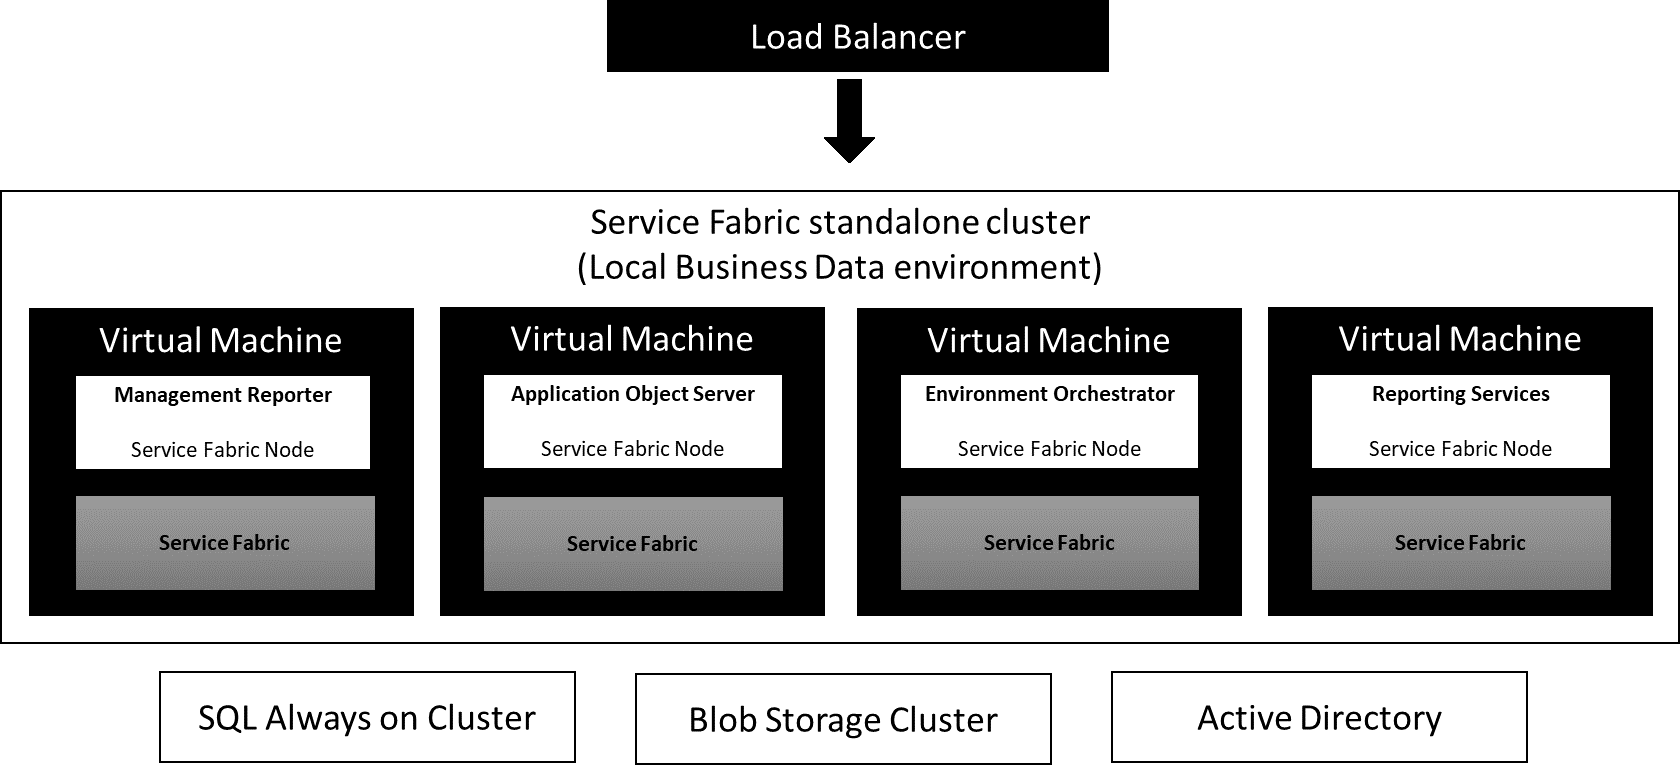 Load Balancer
Service Fabric standalone cluster
(Local Business Data environment)
Virtual Machine
Management Reporter
Service Fabric Node
Service Fabric
Virtual Machine
Application Object Server
Service Fabric Node
Service Fabric
Virtual Machine
Environment Orchestrator
Service Fabric Node
Service Fabric
Virtual Machine
Reporting Services
Service Fabric Node
Service Fabric
SQL Always on Cluster
Blob Storage Cluster
Active Directory